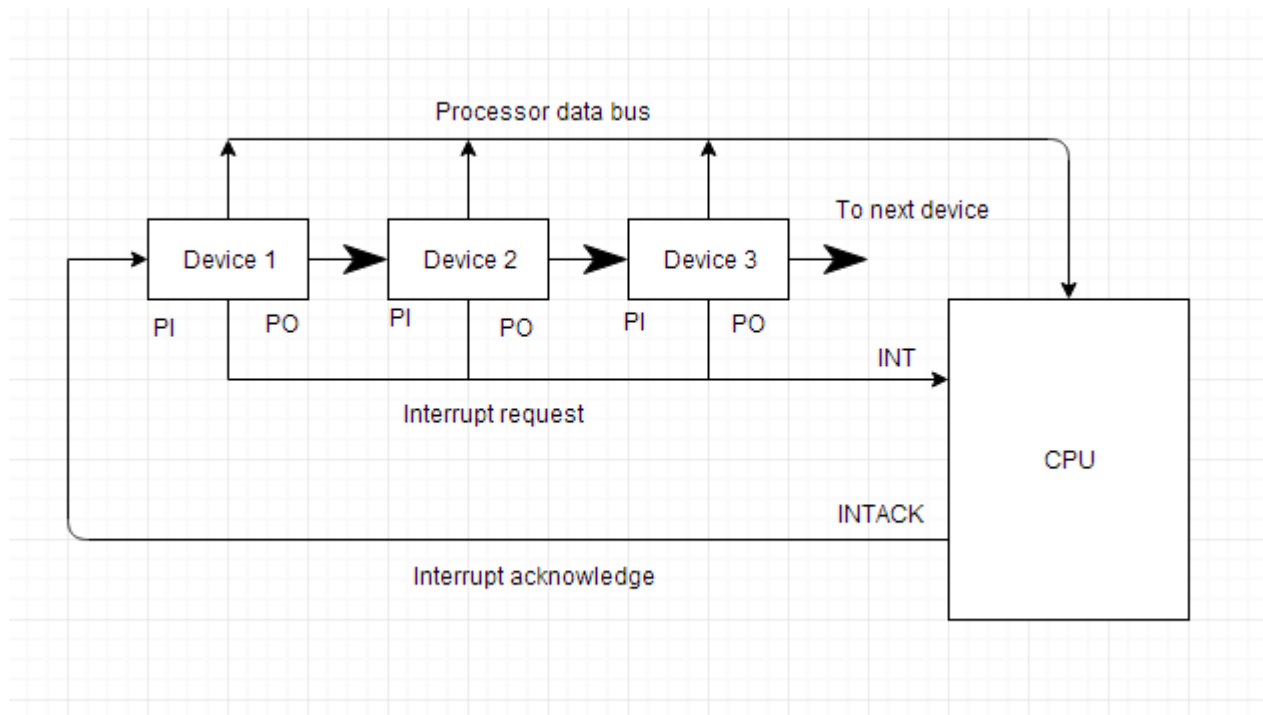 Processor data bus
To next device
Device 1
Device 2
Device 3
PI
PO
PI
PO
PI
PO
INT
Interrupt request
CPU
INTACK
Interrupt acknowledge